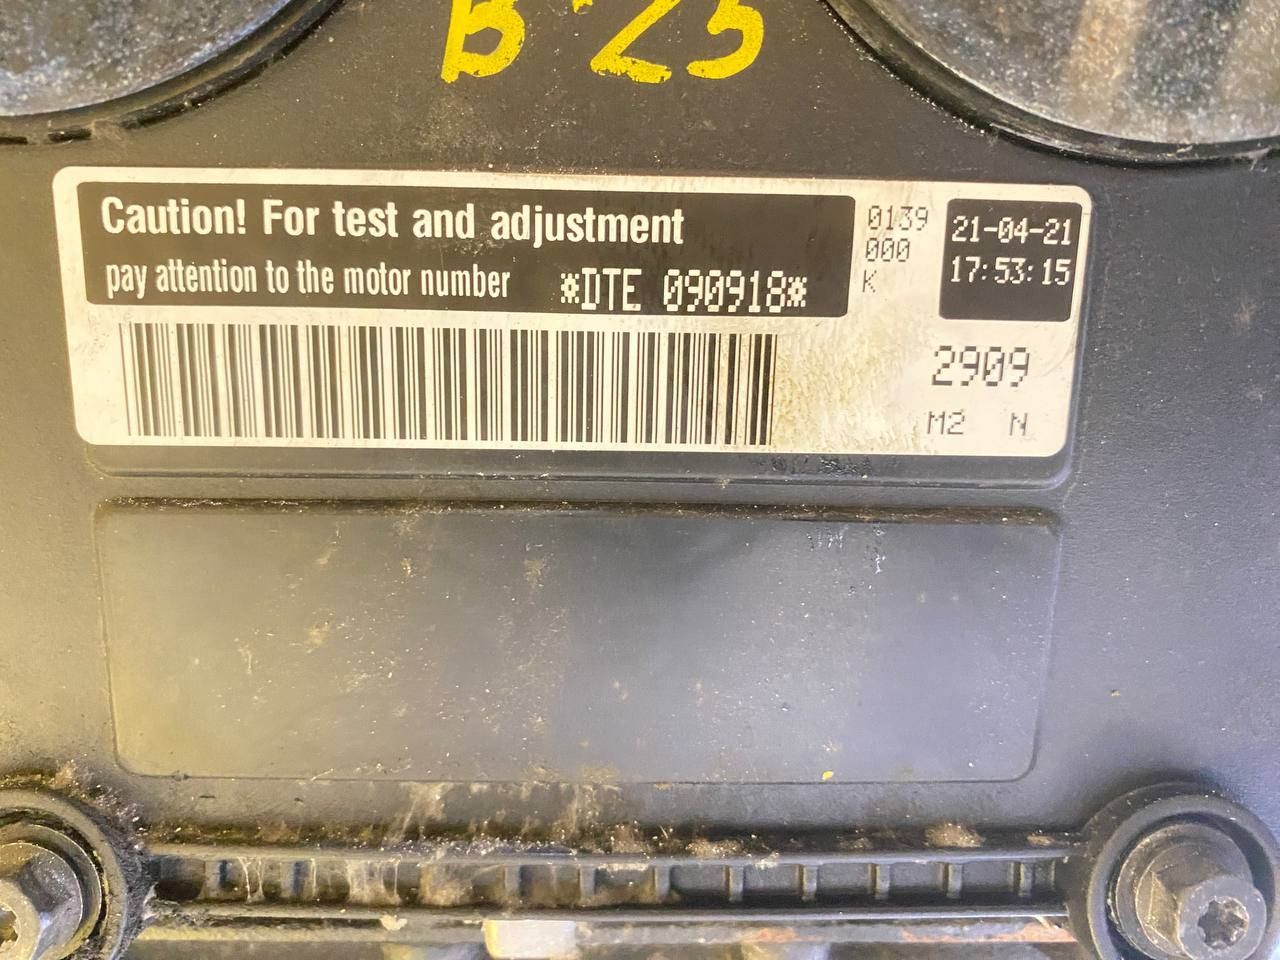 B·25
Caution! For test and adjustment
pay attention to the motor number *DTE 090918*
0139
000
K
21-04-21
17:53:15
2909
M2 N